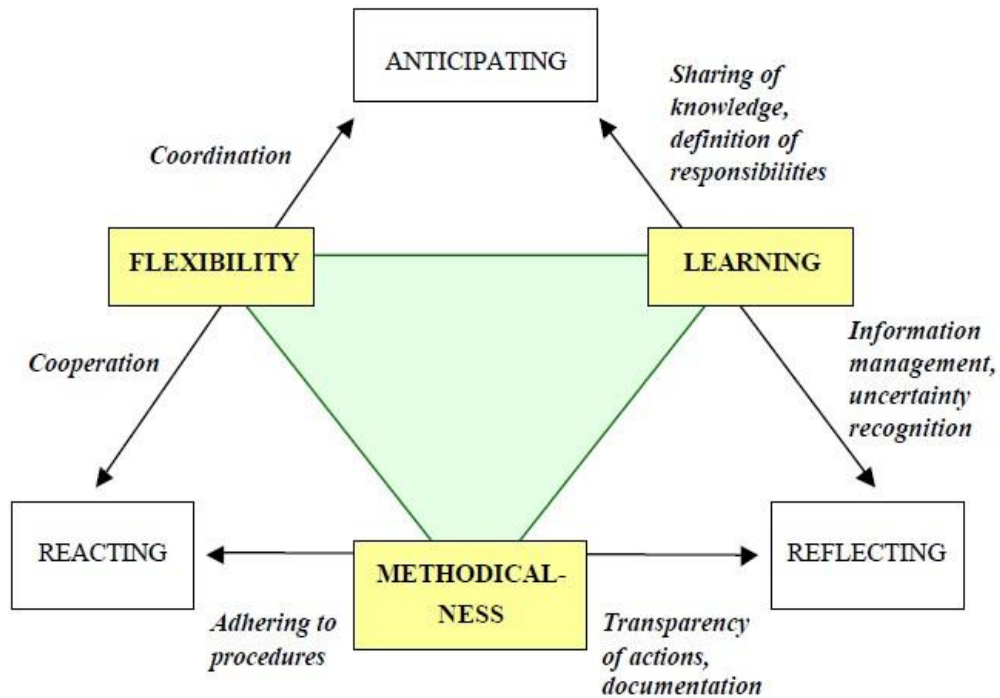 ANTICIPATING
Sharing of
knowledge,
definition of
responsibilities
Coordination
FLEXIBILITY
LEARNING
Cooperation
Information
management,
uncertainty
recognition
REACTING
METHODICAL-
NESS
REFLECTING
Adhering to
procedures
Transparency
of actions,
documentation